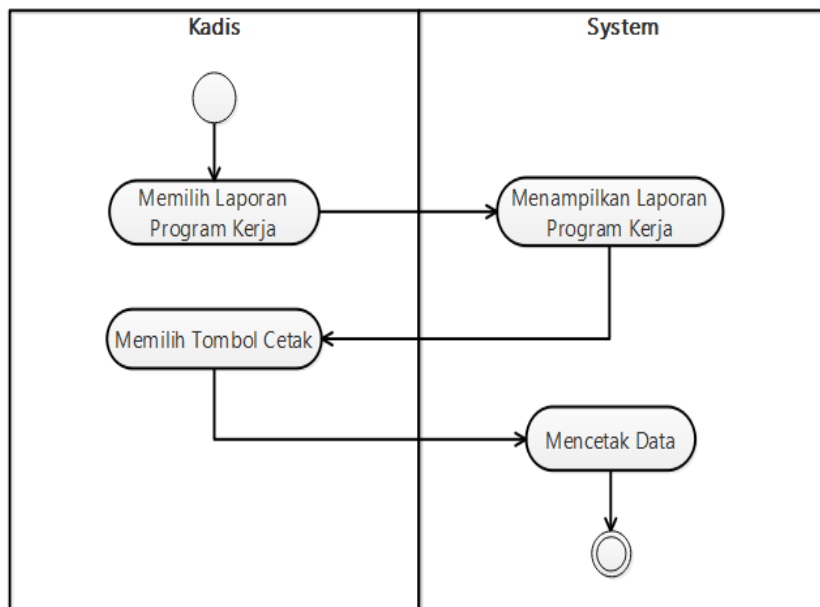 Kadis
System
Memilih Laporan
Program Kerja
Menampilkan Laporan
Program Kerja
Memilih Tombol Cetak
Mencetak Data